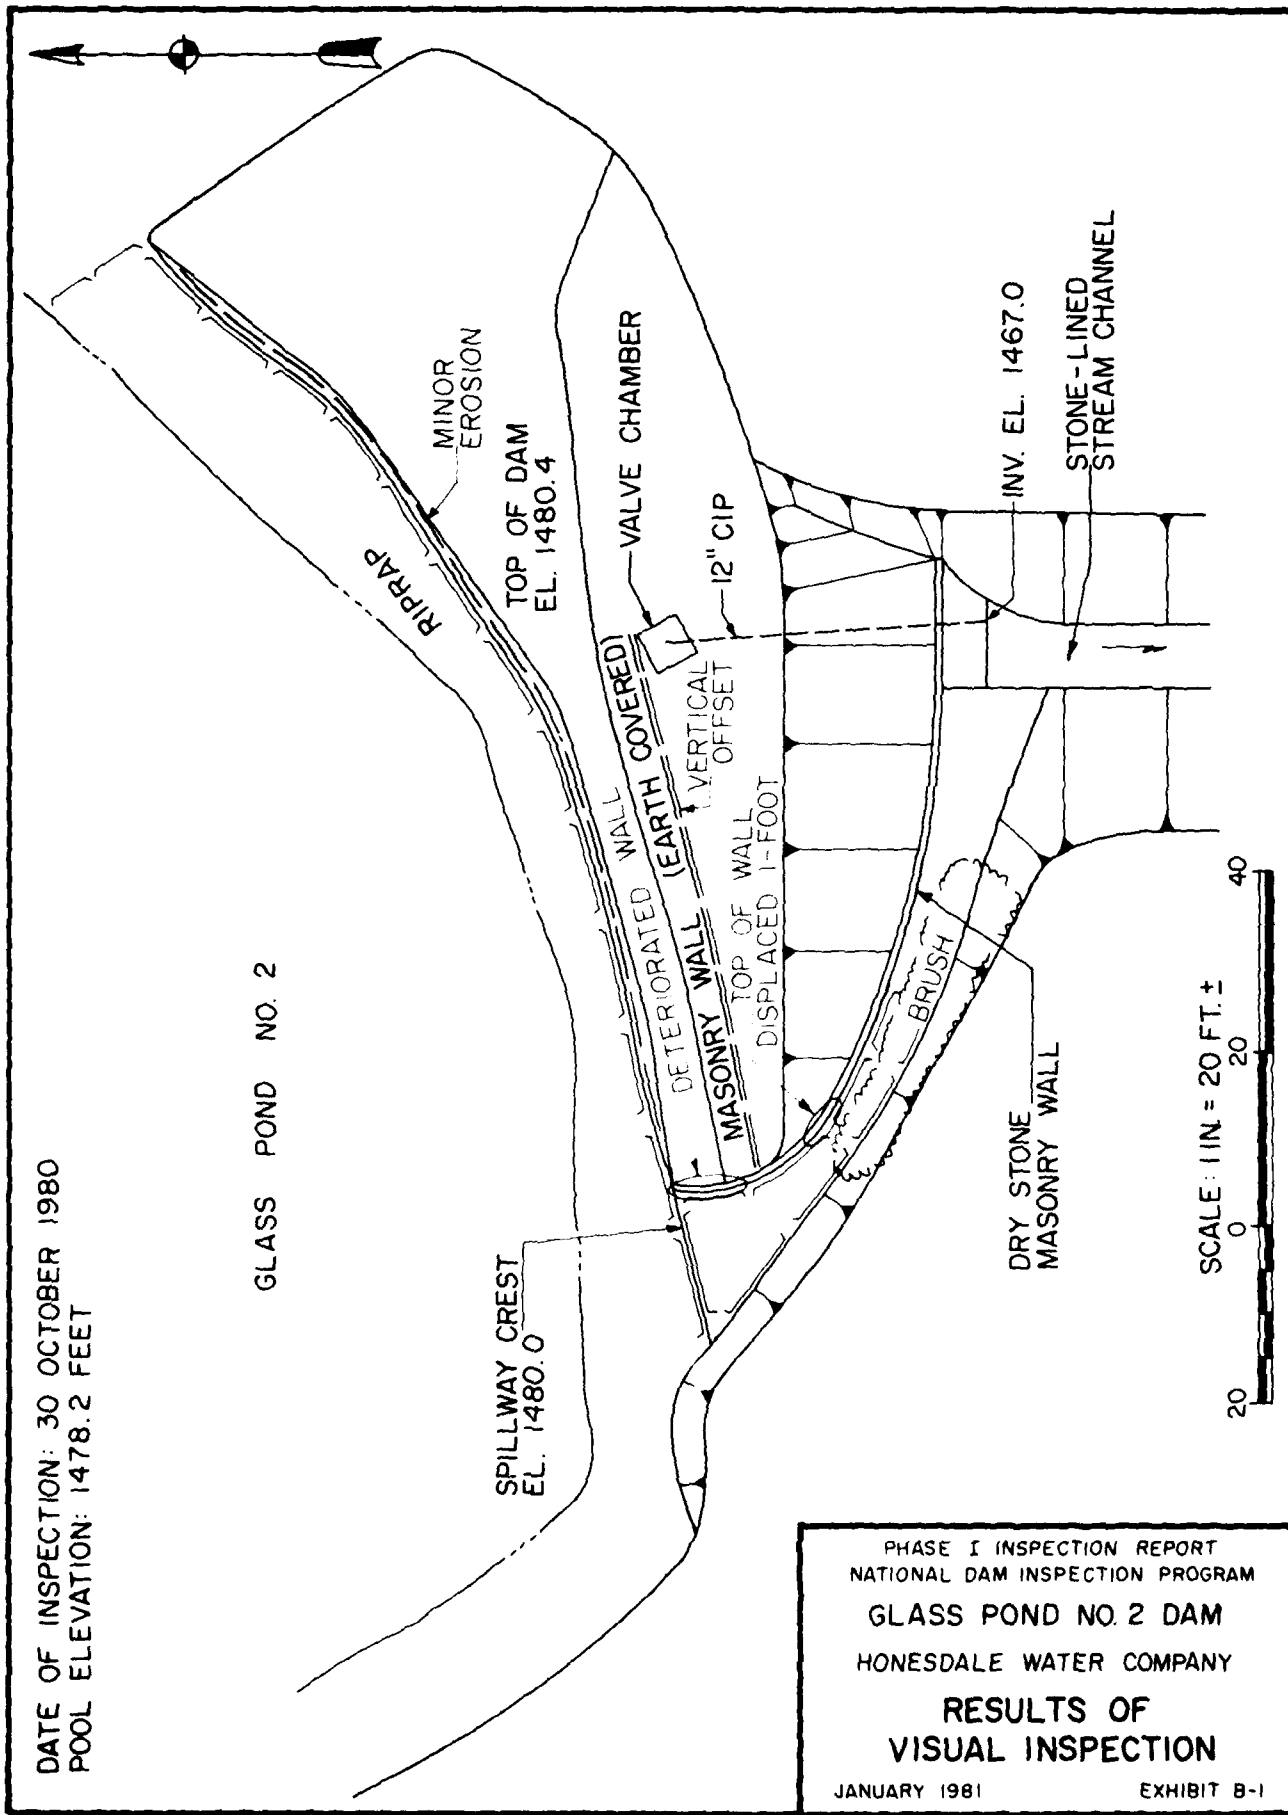 DATE OF INSPECTION: 30 OCTOBER 1980
POOL ELEVATION: 1478.2 FEET
GLASS POND NO. 2
RIPRAP
MINOR
EROSION
TOP OF DAM
EL. 1480.4
VALVE CHAMBER
12" CIP
INV. EL. 1467.0
STONE-LINED
STREAM CHANNEL
DETERIORATED WALL
MASONRY WALL (EARTH COVERED)
VERTICAL
OFFSET
TOP OF WALL
DISPLACED 1-FOOT
BRUSH
SPILLWAY CREST
EL. 1480.0
DRY STONE
MASONRY WALL
SCALE: 1 IN. = 20 FT. ±
20 0 20 40
PHASE I INSPECTION REPORT
NATIONAL DAM INSPECTION PROGRAM
GLASS POND NO. 2 DAM
HONESDALE WATER COMPANY
RESULTS OF
VISUAL INSPECTION
JANUARY 1981 EXHIBIT B-1